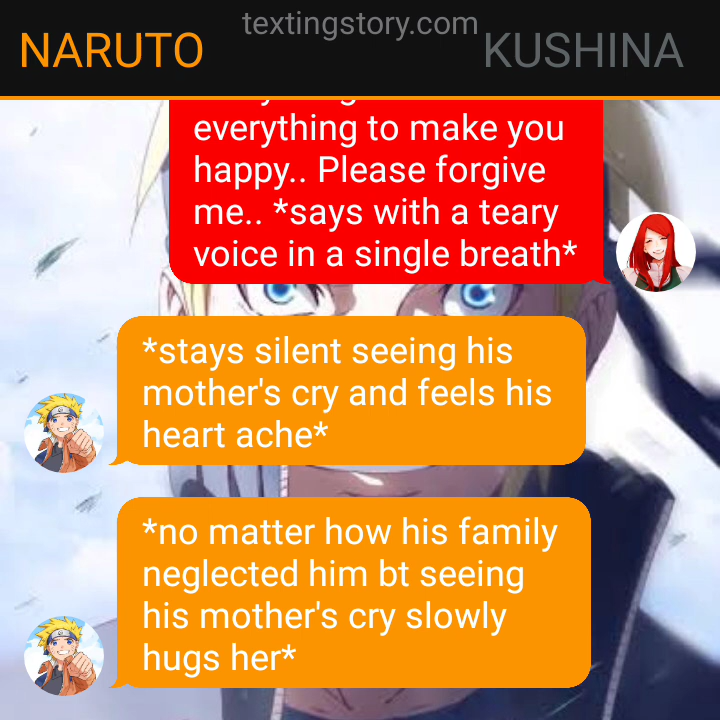 textingstory.com
NARUTO
KUSHINA
everything to make you
happy.. Please forgive
me.. *says with a teary
voice in a single breath*
*stays silent seeing his
mother's cry and feels his
heart ache*
*no matter how his family
neglected him bt seeing
his mother's cry slowly
hugs her*